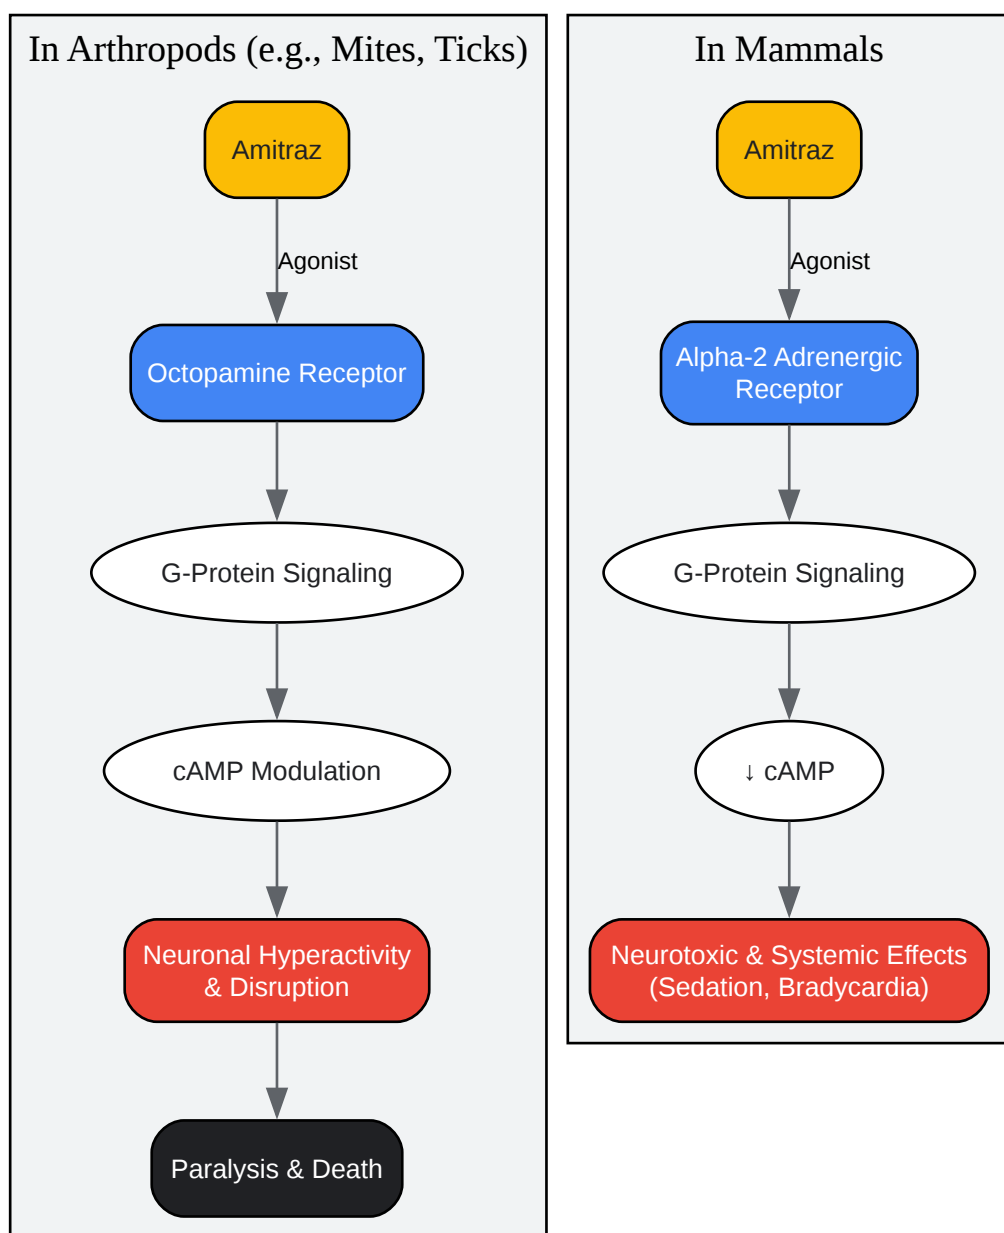 In Arthropods (e.g., Mites, Ticks)
Amitraz
Agonist
Octopamine Receptor
G-Protein Signaling
cAMP Modulation
Neuronal Hyperactivity
& Disruption
Paralysis & Death
In Mammals
Amitraz
Agonist
Alpha-2 Adrenergic
Receptor
G-Protein Signaling
↓ cAMP
Neurotoxic & Systemic Effects
(Sedation, Bradycardia)